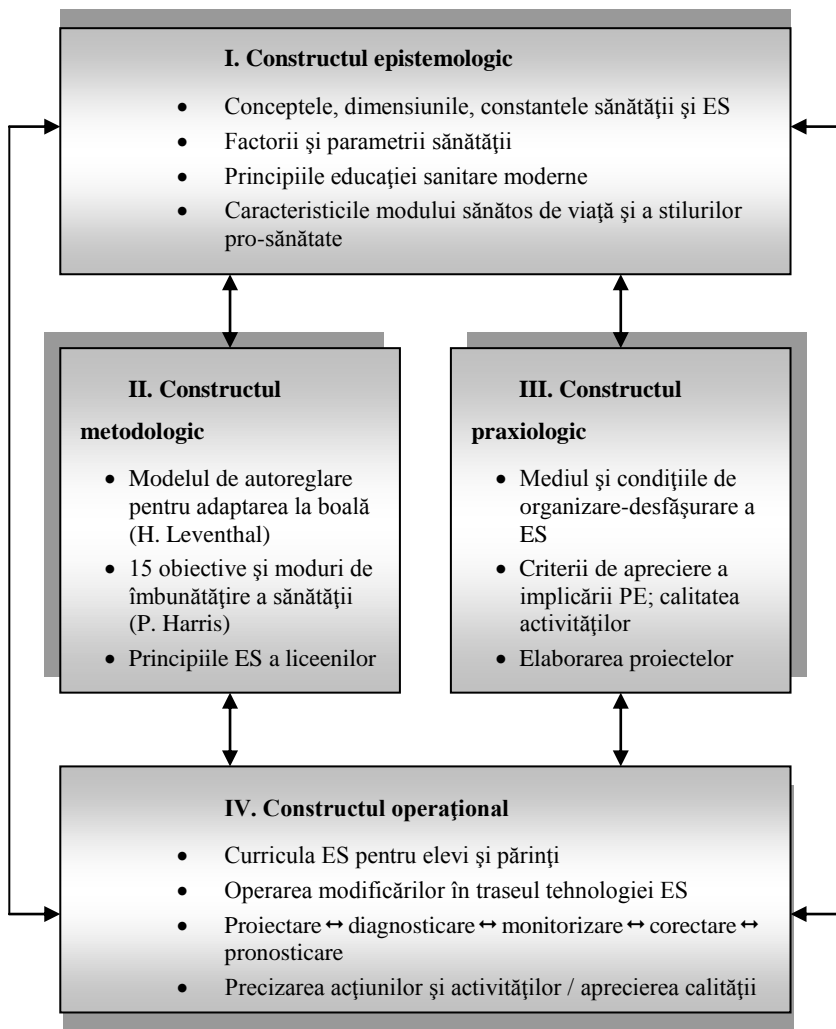 I. Constructul epistemologic
• Conceptele, dimensiunile, constantele sănătăţii şi ES
• Factorii şi parametrii sănătăţii
• Principiile educaţiei sanitare moderne
• Caracteristicile modului sănătos de viaţă şi a stilurilor
pro-sănătate
II. Constructul
metodologic
• Modelul de autoreglare
pentru adaptarea la boală
(H. Leventhal)
• 15 obiective şi moduri de
îmbunătăţire a sănătăţii
(P. Harris)
• Principiile ES a liceenilor
III. Constructul
praxiologic
• Mediul şi condiţiile de
organizare-desfăşurare a
ES
• Criterii de apreciere a
implicării PE; calitatea
activităţilor
• Elaborarea proiectelor
IV. Constructul operaţional
• Curricula ES pentru elevi şi părinţi
• Operarea modificărilor în traseul tehnologiei ES
• Proiectare ↔ diagnosticare ↔ monitorizare ↔ corectare ↔
pronosticare
• Precizarea acţiunilor şi activităţilor / aprecierea calităţii